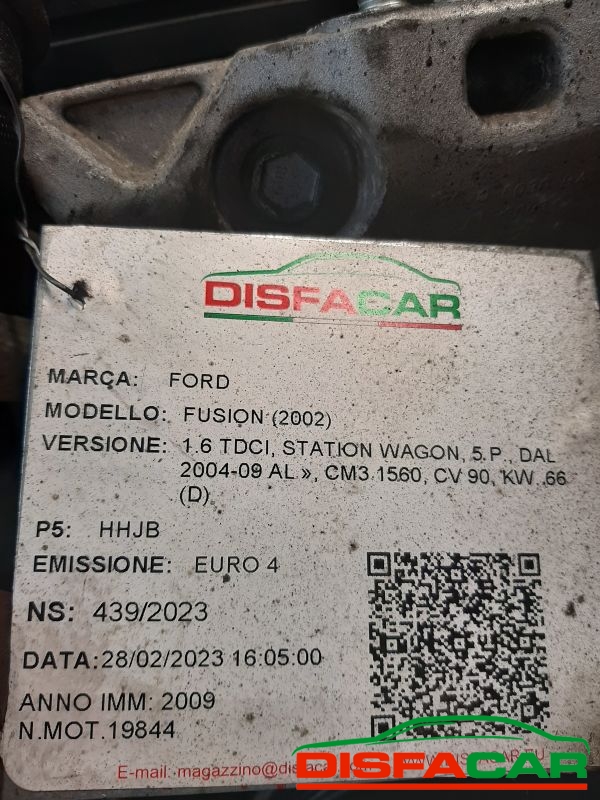 DISFACAR
MARCA: FORD
MODELLO: FUSION (2002)
VERSIONE: 1.6 TDCI, STATION WAGON, 5.P., DAL
2004-09 AL », CM3 1560, CV 90, KW. 66
(D)
P5: HHJB
EMISSIONE: EURO 4
NS: 439/2023
DATA:28/02/2023 16:05:00
ANNO IMM: 2009
N.MOT.19844
E-mail: magazzino@disfaca
DISFACAR